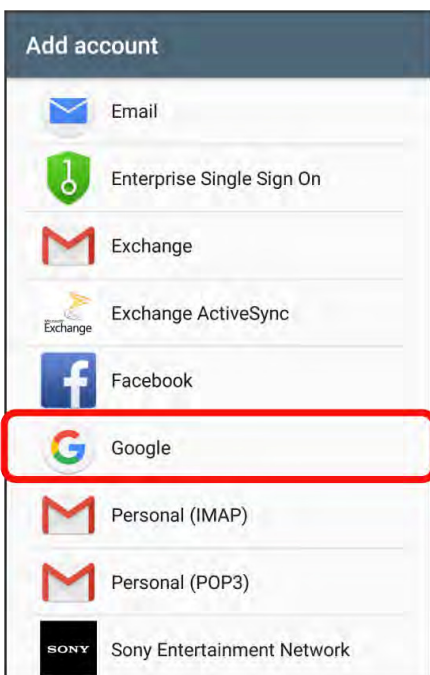 Add account
Email
Enterprise Single Sign On
Exchange
Exchange
Exchange ActiveSync
Facebook
Google
Personal (IMAP)
Personal (POP3)
SONY
Sony Entertainment Network